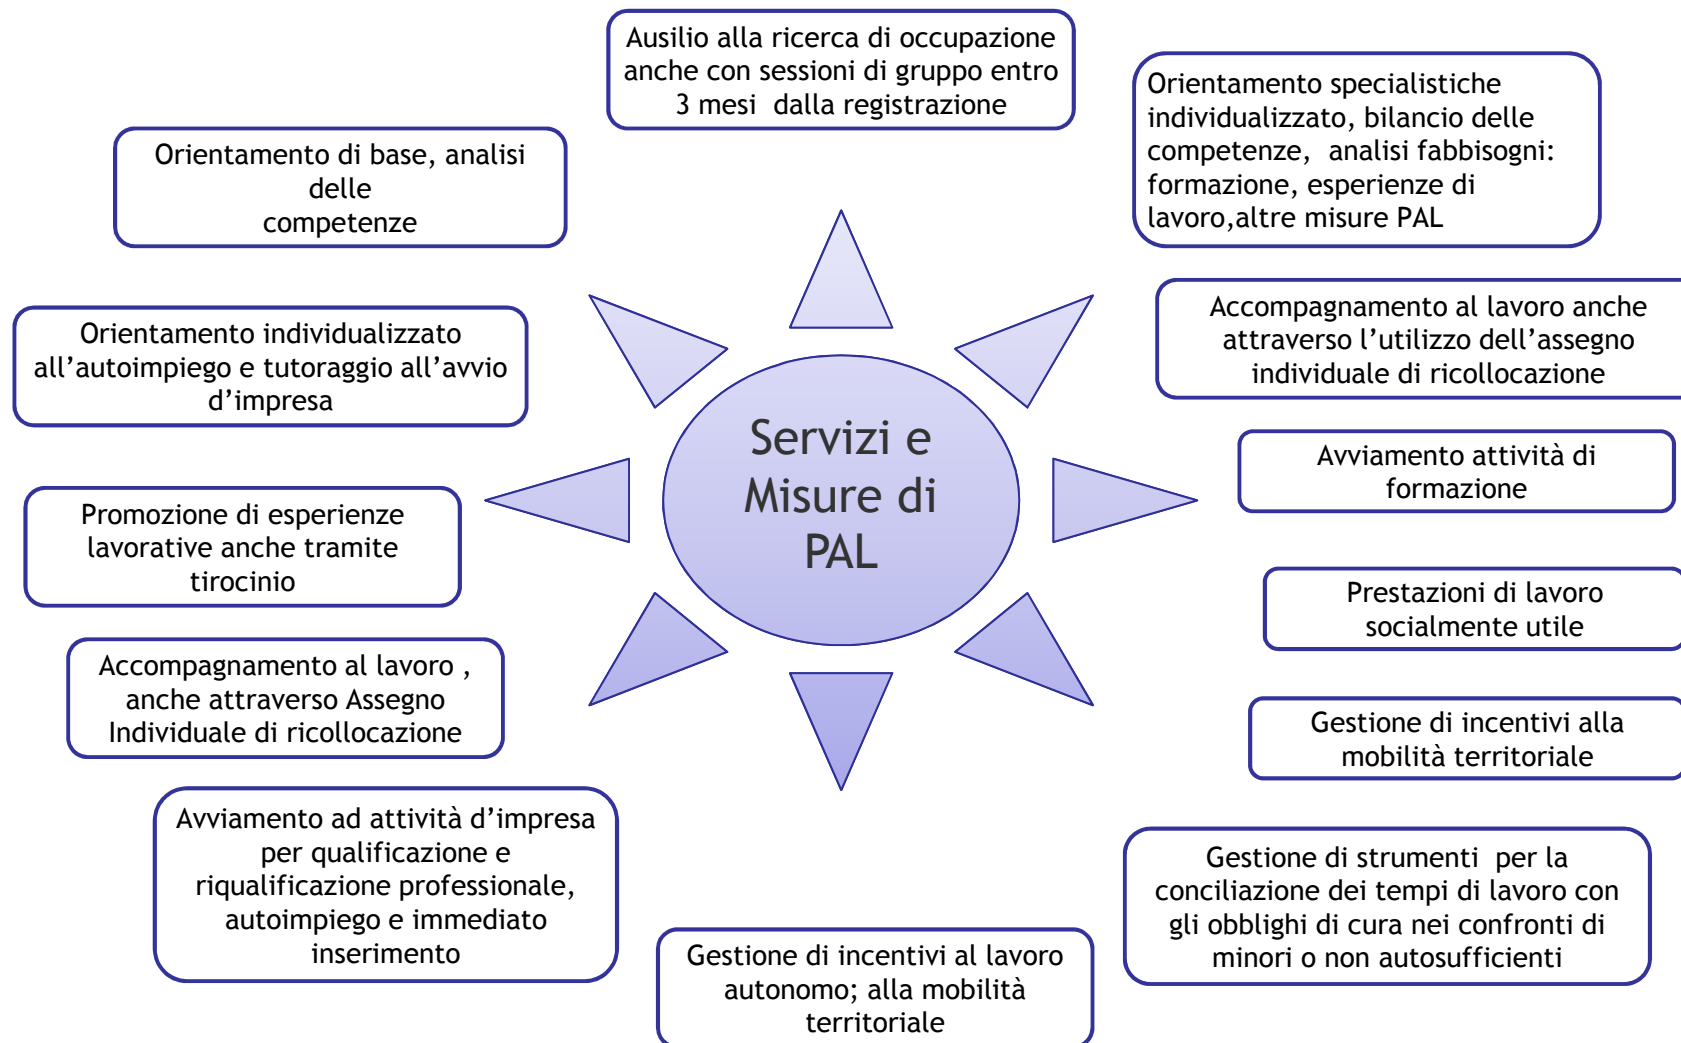 Ausilio alla ricerca di occupazione
anche con sessioni di gruppo entro
3 mesi dalla registrazione
Orientamento specialistiche
individualizzato, bilancio delle
competenze, analisi fabbisogni:
formazione, esperienze di
lavoro,altre misure PAL
Orientamento di base, analisi
delle
competenze
Accompagnamento al lavoro anche
attraverso l’utilizzo dell’assegno
individuale di ricollocazione
Orientamento individualizzato
all’autoimpiego e tutoraggio all’avvio
d’impresa
Servizi e
Misure di
PAL
Avviamento attività di
formazione
Promozione di esperienze
lavorative anche tramite
tirocinio
Prestazioni di lavoro
socialmente utile
Accompagnamento al lavoro ,
anche attraverso Assegno
Individuale di ricollocazione
Gestione di incentivi alla
mobilità territoriale
Avviamento ad attività d’impresa
per qualificazione e
riqualificazione professionale,
autoimpiego e immediato
inserimento
Gestione di strumenti per la
conciliazione dei tempi di lavoro con
gli obblighi di cura nei confronti di
minori o non autosufficienti
Gestione di incentivi al lavoro
autonomo; alla mobilità
territoriale